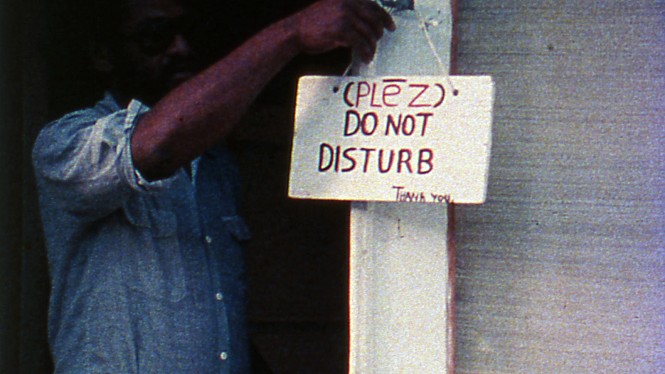 (PLĒZ)
DO NOT
DISTURB
THANK YOU.